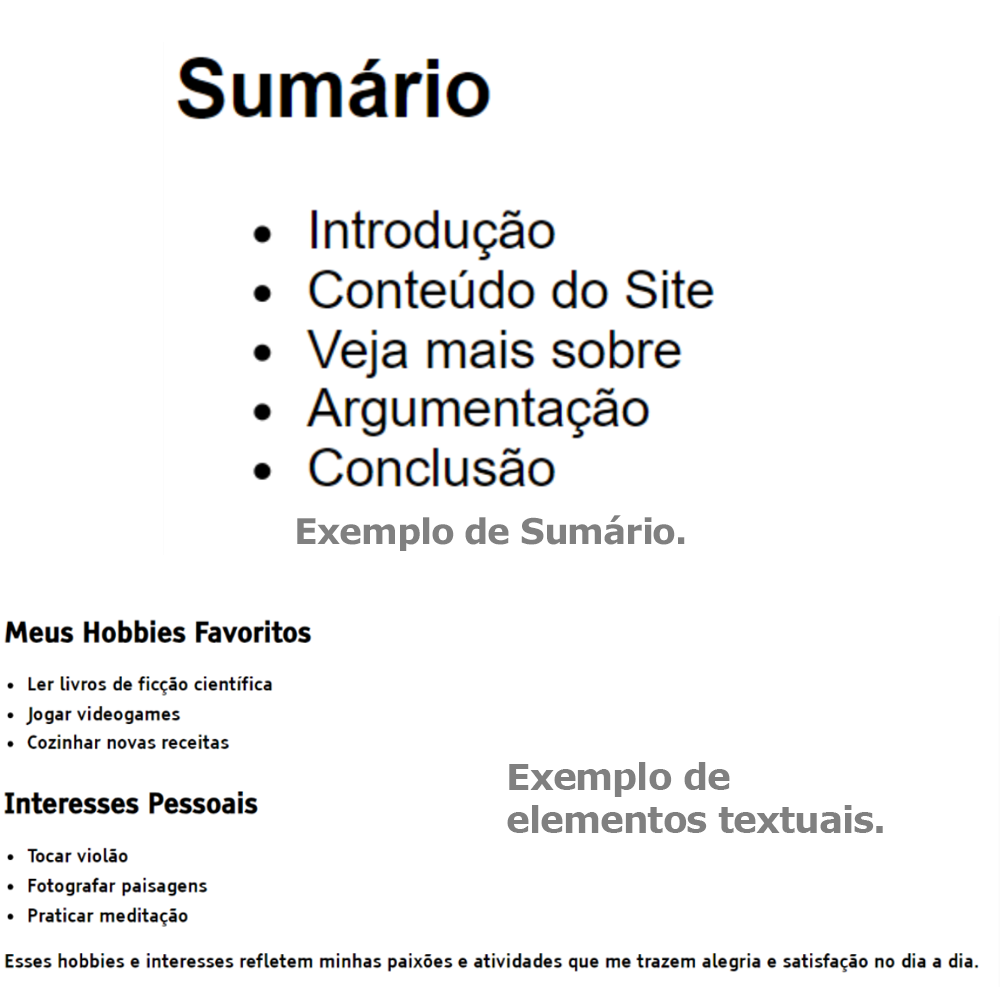 Sumário
• Introdução
• Conteúdo do Site
• Veja mais sobre
• Argumentação
• Conclusão
Exemplo de Sumário.
Meus Hobbies Favoritos
• Ler livros de ficção científica
• Jogar videogames
• Cozinhar novas receitas
Interesses Pessoais
• Tocar violão
• Fotografar paisagens
• Praticar meditação
Exemplo de
elementos textuais.
Esses hobbies e interesses refletem minhas paixões e atividades que me trazem alegria e satisfação no dia a dia.